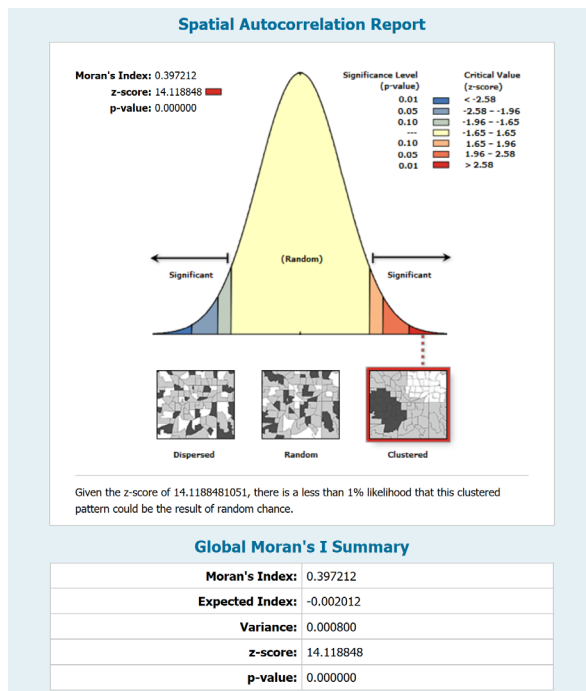 Spatial Autocorrelation Report
Moran's Index: 0.397212
z-score: 14.118848
p-value: 0.000000
Significance Level
(p-value)
Critical Value
(z-score)
0.01 < -2.58
0.05 -2.58 - -1.96
0.10 -1.96 - -1.65
--- -1.65 - 1.65
0.10 1.65 - 1.96
0.05 1.96 - 2.58
0.01 > 2.58
(Random)
Significant
Significant
Dispersed
Random
Clustered
Given the z-score of 14.1188481051, there is a less than 1% likelihood that this clustered
pattern could be the result of random chance.
Global Moran's I Summary
Moran's Index: 0.397212
Expected Index: -0.002012
Variance: 0.000800
z-score: 14.118848
p-value: 0.000000